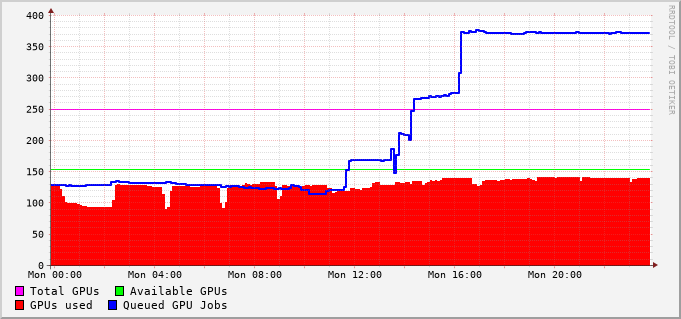 400
350
300
250
200
150
100
50
0
Mon 00:00 Mon 04:00 Mon 08:00 Mon 12:00 Mon 16:00 Mon 20:00
Total GPUs Available GPUs
GPUs used Queued GPU Jobs
RRDTOOL / TOBI OETIKER